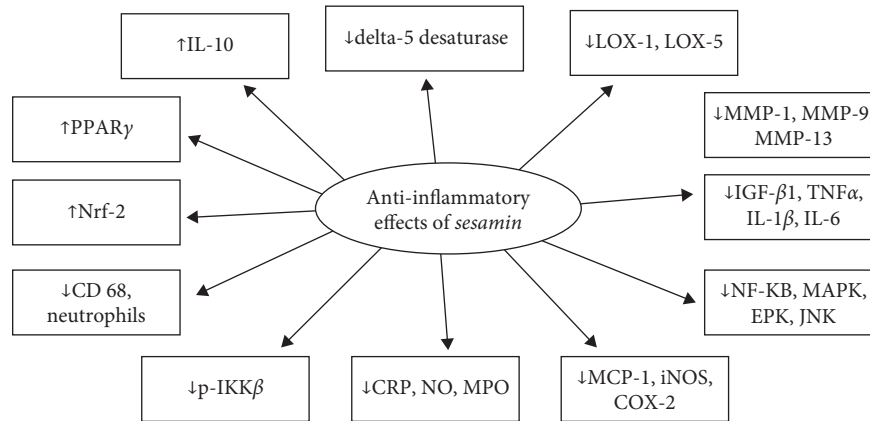 ↑IL-10
↓delta-5 desaturase
↓LOX-1, LOX-5
↑PPARγ
↓MMP-1, MMP-9
MMP-13
Anti-inflammatory
effects of sesamin
↑Nrf-2
↓IGF-β1, TNFα,
IL-1β, IL-6
↓CD 68,
neutrophils
↓NF-KB, MAPK,
EPK, JNK
↓p-IKKβ
↓CRP, NO, MPO
↓MCP-1, iNOS,
COX-2